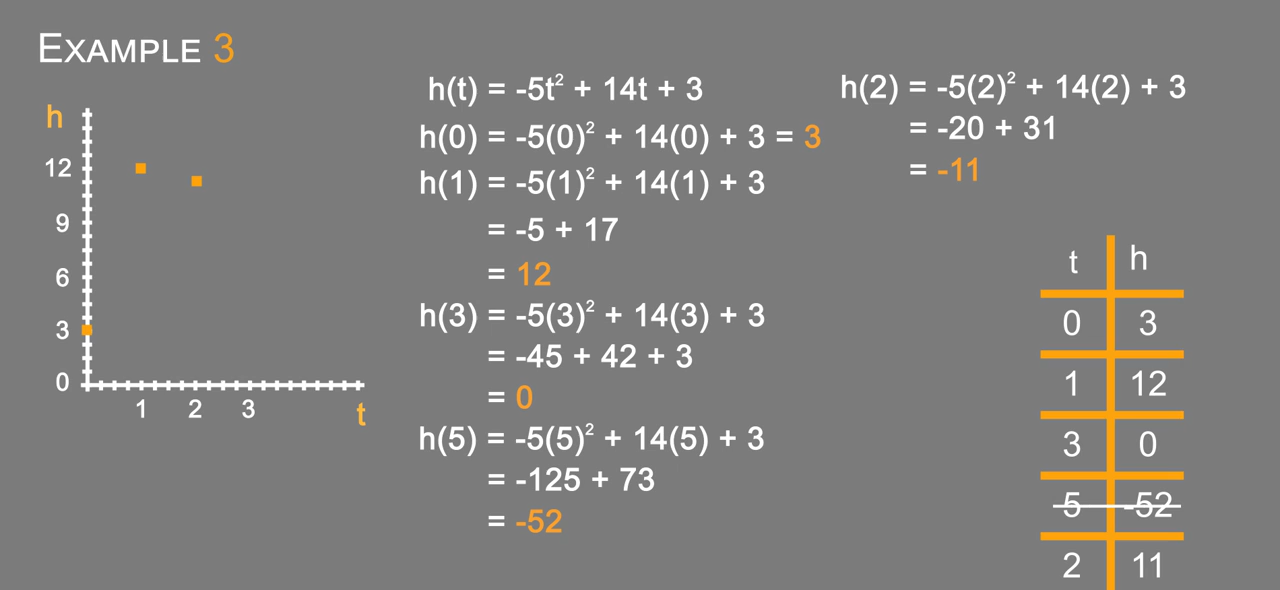 EXAMPLE 3
h
12
9
6
3
0
1 2 3
t
h(t) = -5t² + 14t + 3
h(0) = -5(0)² + 14(0) + 3 = 3
h(1) = -5(1)² + 14(1) + 3
= -5 + 17
= 12
h(3) = -5(3)² + 14(3) + 3
= -45 + 42 + 3
= 0
h(5) = -5(5)² + 14(5) + 3
= -125 + 73
= -52
h(2) = -5(2)² + 14(2) + 3
= -20 + 31
= -11
t h
0 3
1 12
3 0
5 -52
2 11